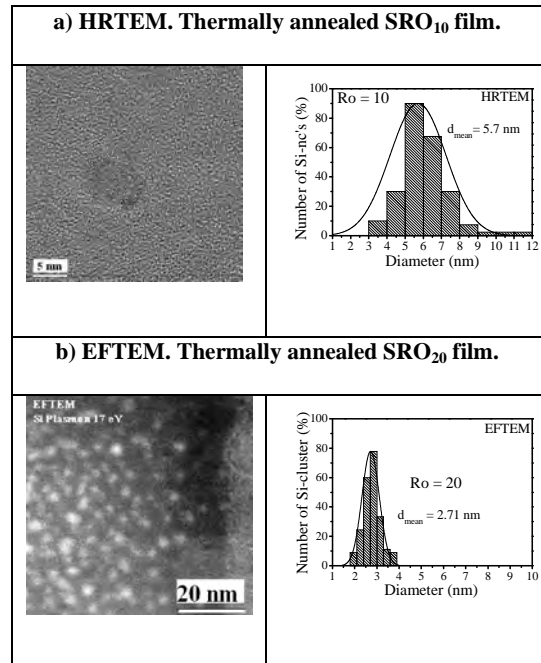 a) HRTEM. Thermally annealed SRO₁₀ film.
5 nm
100
80
60
40
20
0
Number of Si-nc's (%)
Ro = 10
HRTEM
d_mean = 5.7 nm
1 2 3 4 5 6 7 8 9 10 11 12
Diameter (nm)
b) EFTEM. Thermally annealed SRO₂₀ film.
EFTEM
Si Plasmon 17 eV
20 nm
100
80
60
40
20
0
Number of Si-cluster (%)
EFTEM
Ro = 20
d_mean = 2.71 nm
1 2 3 4 5 6 7 8 9 10
Diameter (nm)